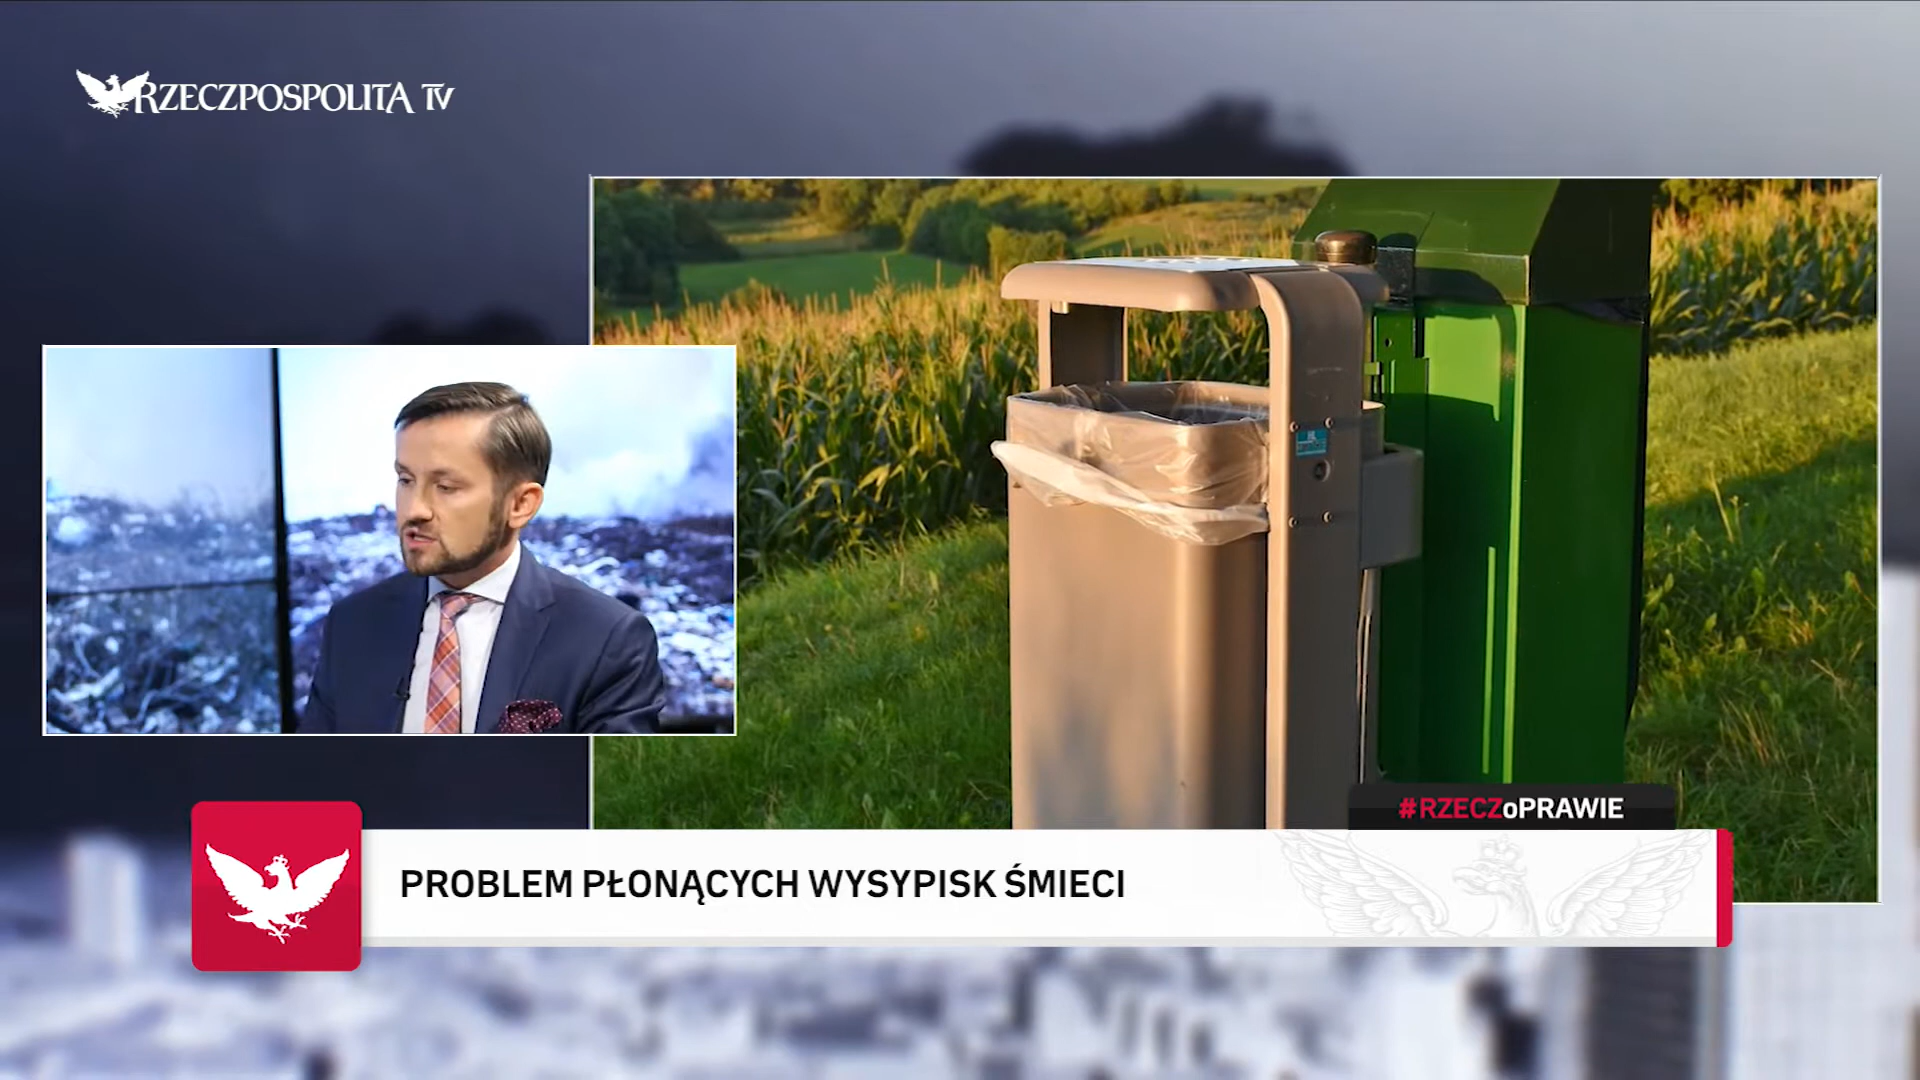 RZECZPOSPOLITA TV
#RZECZoPRAWIE
PROBLEM PŁONĄCYCH WYSYPISK ŚMIECI